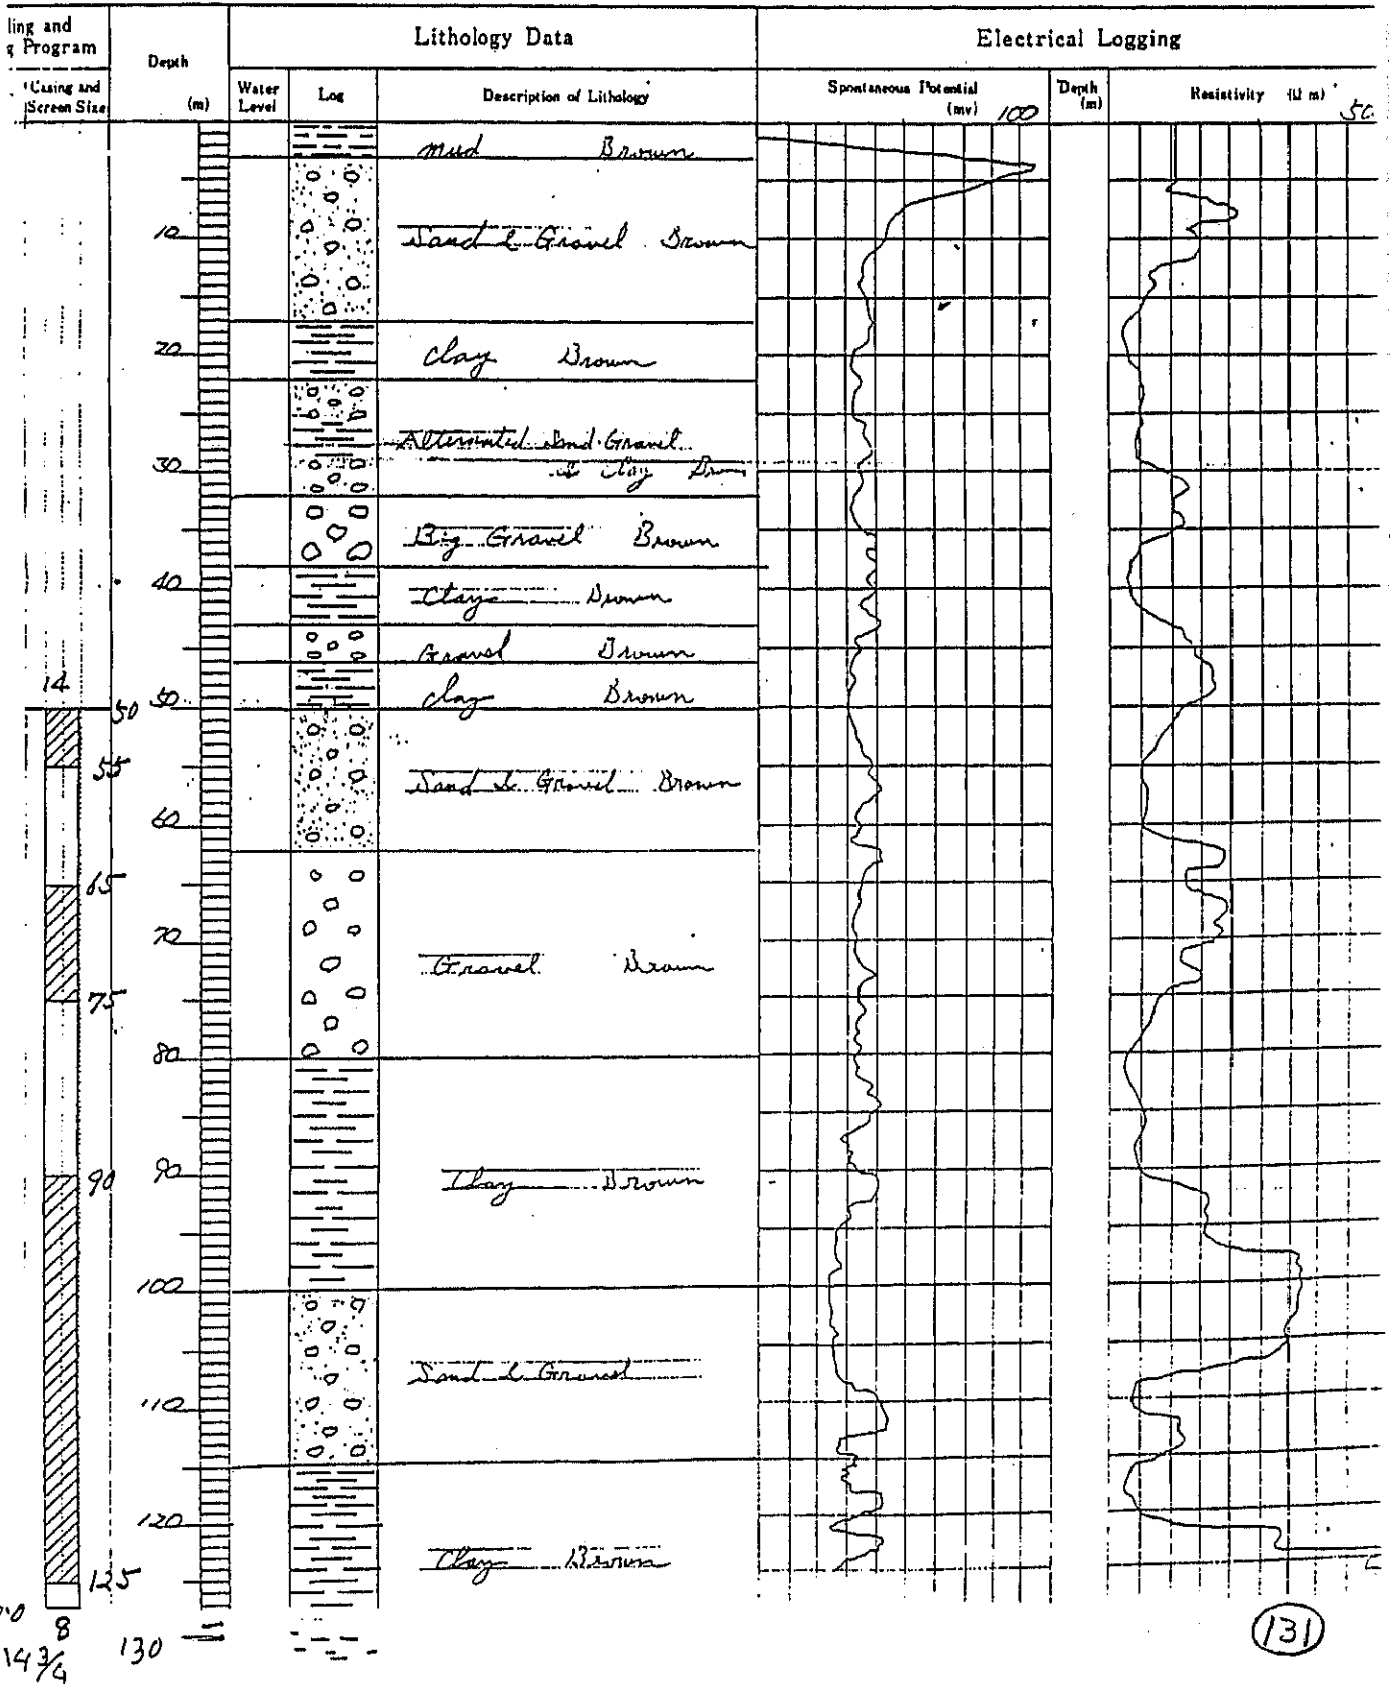 ling and
g Program
Depth
Lithology Data
Electrical Logging
Casing and
Screen Size
(m)
Water
Level
Log
Description of Lithology
Spontaneous Potential
(mv) 100
Depth
(m)
Resistivity (Ω m) 50
mud Brown
10
Sand & Gravel Brown
20
Clay Brown
Alternated Sand Gravel
30
& Clay Brown
Big Gravel Brown
40
Clay Brown
Gravel Brown
14
50
50
Clay Brown
55
Sand & Gravel Brown
60
65
70
Gravel Brown
75
80
90
90
Clay Brown
100
Sand & Gravel
110
120
Clay Brown
125
8
14 3/4
130
131